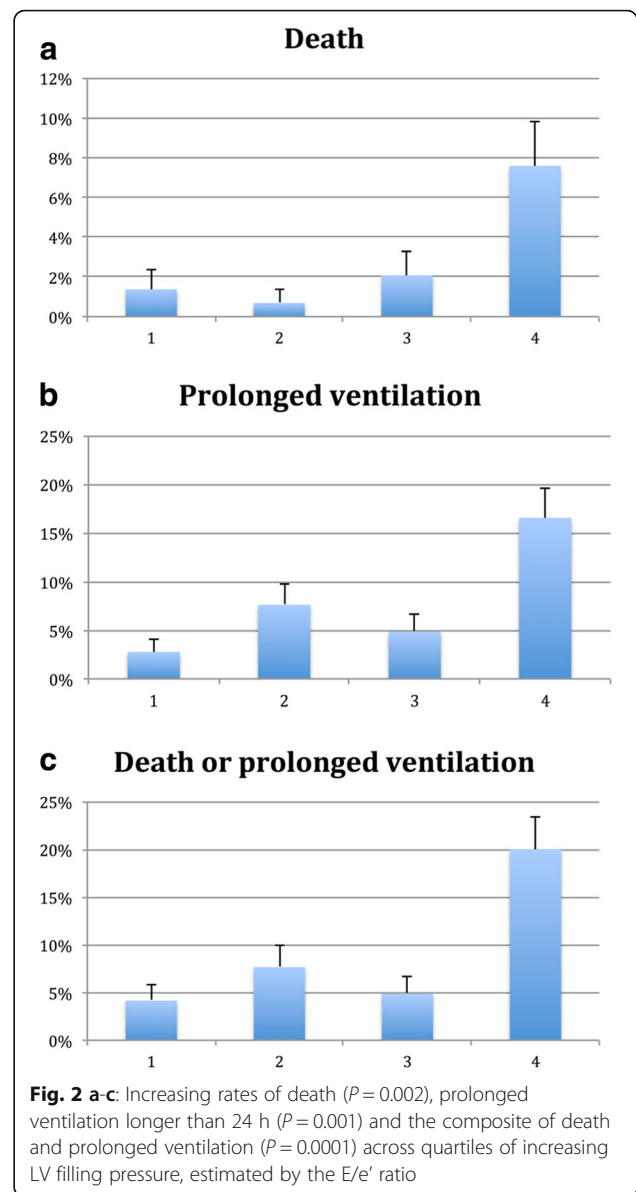 a
Death
12%
10%
8%
6%
4%
2%
0%
1 2 3 4
b
Prolonged ventilation
25%
20%
15%
10%
5%
0%
1 2 3 4
c
Death or prolonged ventilation
25%
20%
15%
10%
5%
0%
1 2 3 4
Fig. 2 a-c: Increasing rates of death (P = 0.002), prolonged
ventilation longer than 24 h (P = 0.001) and the composite of death
and prolonged ventilation (P = 0.0001) across quartiles of increasing
LV filling pressure, estimated by the E/e’ ratio